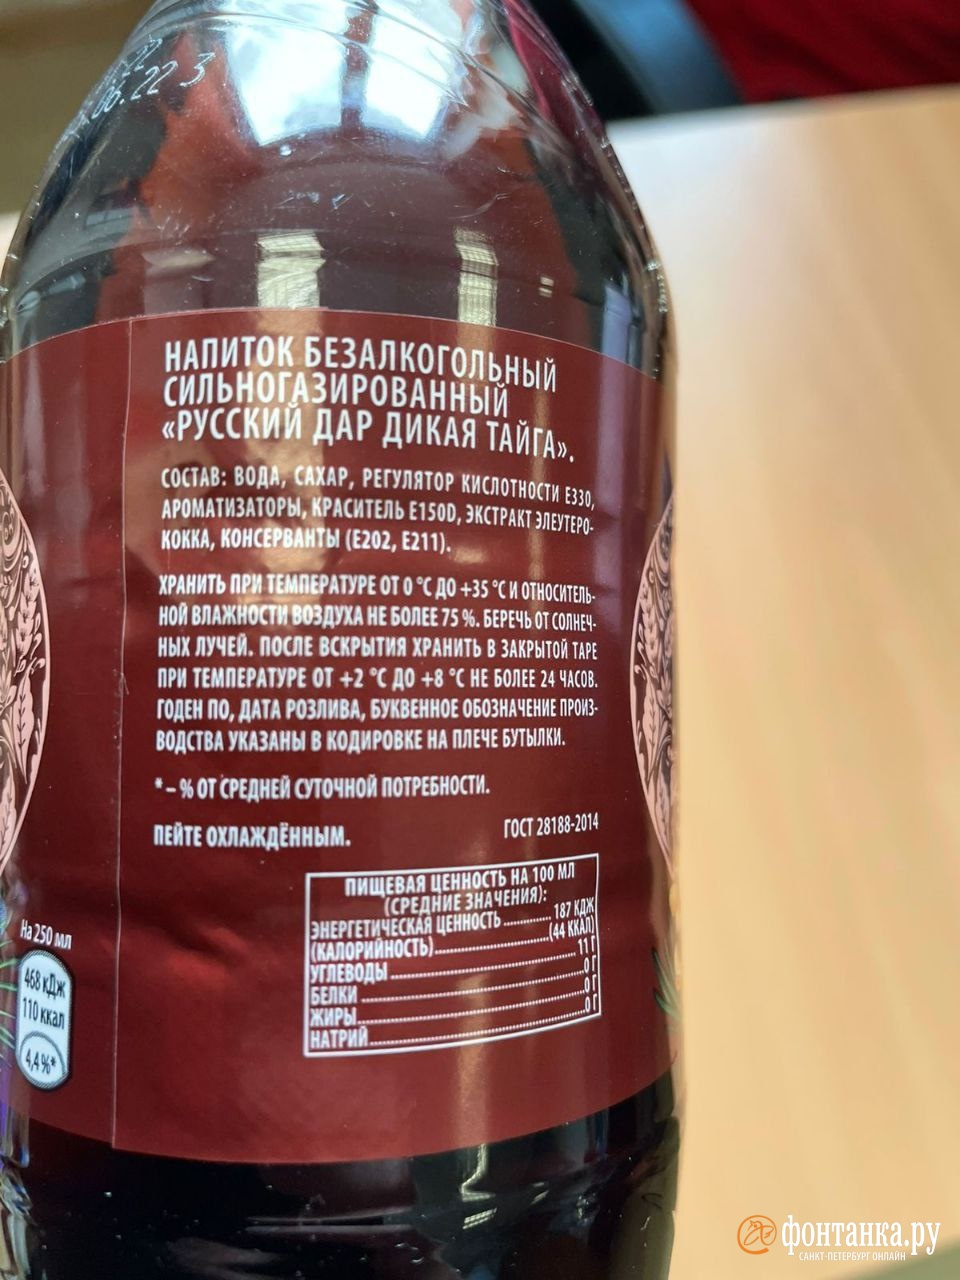 06.22 3
НАПИТОК БЕЗАЛКОГОЛЬНЫЙ
СИЛЬНОГАЗИРОВАННЫЙ
«РУССКИЙ ДАР ДИКАЯ ТАЙГА».
СОСТАВ: ВОДА, САХАР, РЕГУЛЯТОР КИСЛОТНОСТИ Е330,
АРОМАТИЗАТОРЫ, КРАСИТЕЛЬ Е150D, ЭКСТРАКТ ЭЛЕУТЕРО-
КОККА, КОНСЕРВАНТЫ (Е202, Е211).
ХРАНИТЬ ПРИ ТЕМПЕРАТУРЕ ОТ 0 °С ДО +35 °С И ОТНОСИТЕЛЬ-
НОЙ ВЛАЖНОСТИ ВОЗДУХА НЕ БОЛЕЕ 75 %. БЕРЕЧЬ ОТ СОЛНЕЧ-
НЫХ ЛУЧЕЙ. ПОСЛЕ ВСКРЫТИЯ ХРАНИТЬ В ЗАКРЫТОЙ ТАРЕ
ПРИ ТЕМПЕРАТУРЕ ОТ +2 °С ДО +8 °С НЕ БОЛЕЕ 24 ЧАСОВ.
ГОДЕН ПО, ДАТА РОЗЛИВА, БУКВЕННОЕ ОБОЗНАЧЕНИЕ ПРОИЗ-
ВОДСТВА УКАЗАНЫ В КОДИРОВКЕ НА ПЛЕЧЕ БУТЫЛКИ.
* – % ОТ СРЕДНЕЙ СУТОЧНОЙ ПОТРЕБНОСТИ.
ПЕЙТЕ ОХЛАЖДЁННЫМ.
ГОСТ 28188-2014
ПИЩЕВАЯ ЦЕННОСТЬ НА 100 МЛ
(СРЕДНИЕ ЗНАЧЕНИЯ):
ЭНЕРГЕТИЧЕСКАЯ ЦЕННОСТЬ ........... 187 КДЖ
(КАЛОРИЙНОСТЬ)..................(44 ККАЛ)
УГЛЕВОДЫ ............................ 11 Г
БЕЛКИ .................................0 Г
ЖИРЫ..................................0 Г
НАТРИЙ................................0 Г
На 250 мл
468 кДж
110 ккал
4,4 %*
фонтанка.ру
САНКТ-ПЕТЕРБУРГ ОНЛАЙН